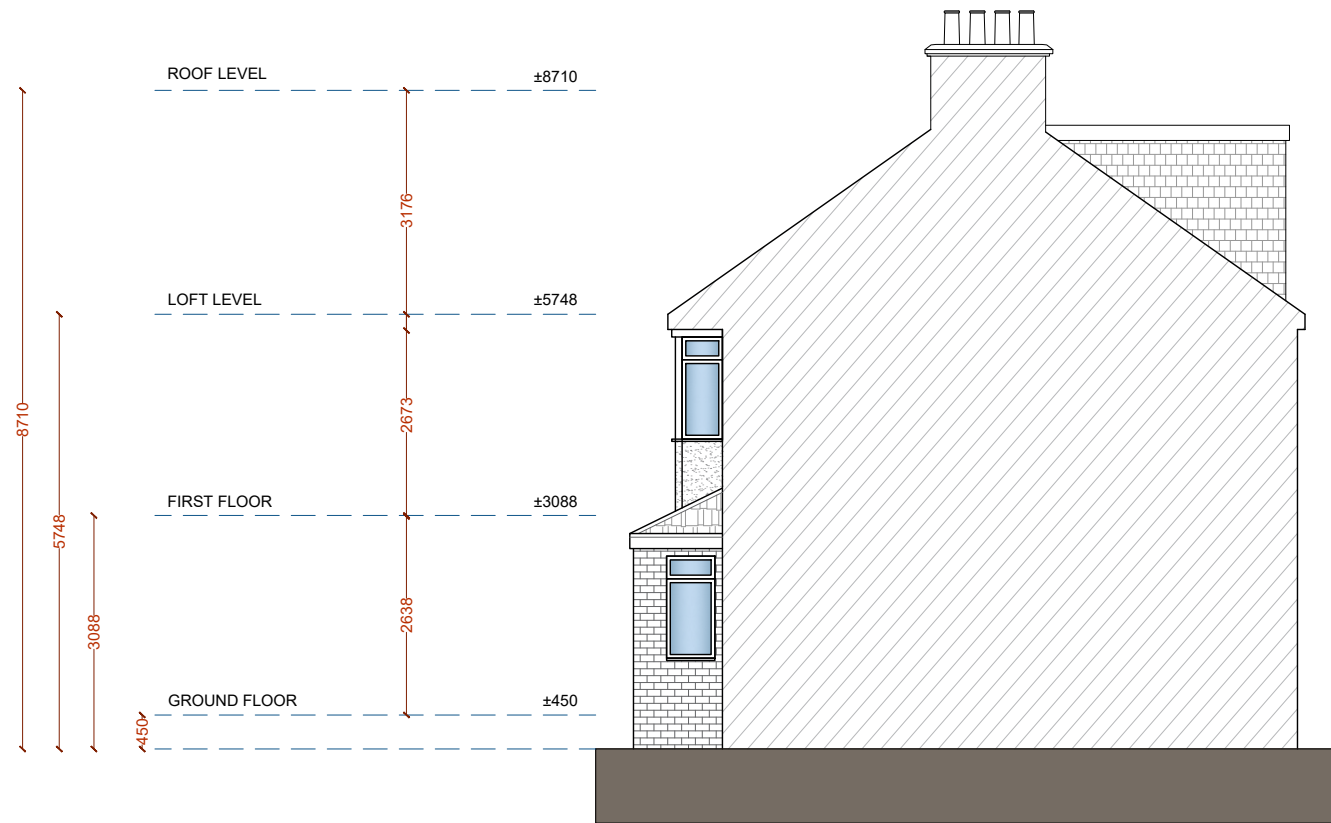 ROOF LEVEL ±8710
3176
LOFT LEVEL ±5748
8710
2673
FIRST FLOOR ±3088
5748
3088
2638
GROUND FLOOR ±450
450